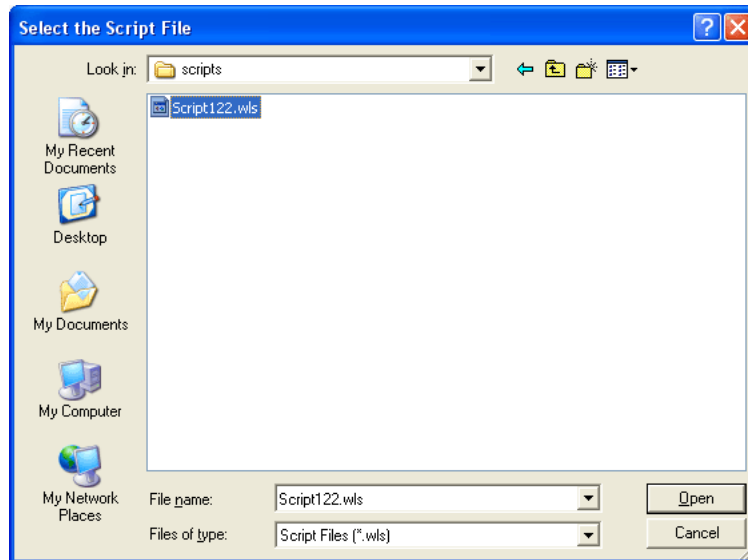 Select the Script File
Look in:
scripts
Script122.wls
My Recent
Documents
Desktop
My Documents
My Computer
My Network
Places
File name:
Script122.wls
Open
Files of type:
Script Files (*.wls)
Cancel